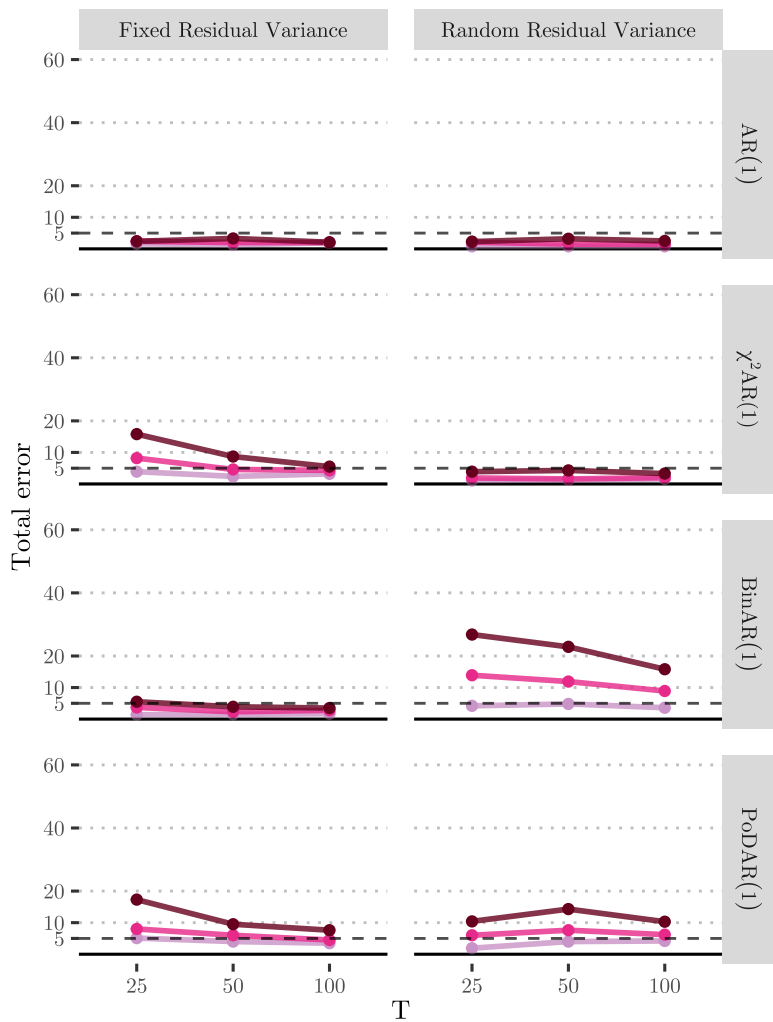 Fixed Residual Variance
Random Residual Variance
60
40
20
10
5
AR(1)
60
40
20
10
5
χ²AR(1)
60
40
20
10
5
BinAR(1)
60
40
20
10
5
PoDAR(1)
Total error
25 50 100
25 50 100
T